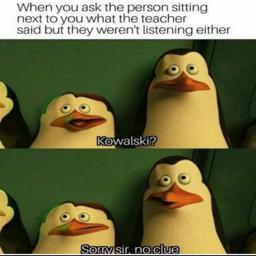 When you ask the person sitting
next to you what the teacher
said but they weren't listening either
Kowalski?
Sorry sir, no clue